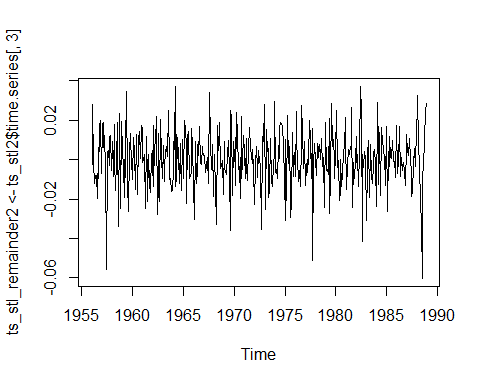 ts_stl_remainder2 <- ts_stl2$time.series[, 3]
0.02
-0.02
-0.06
1955 1960 1965 1970 1975 1980 1985 1990
Time